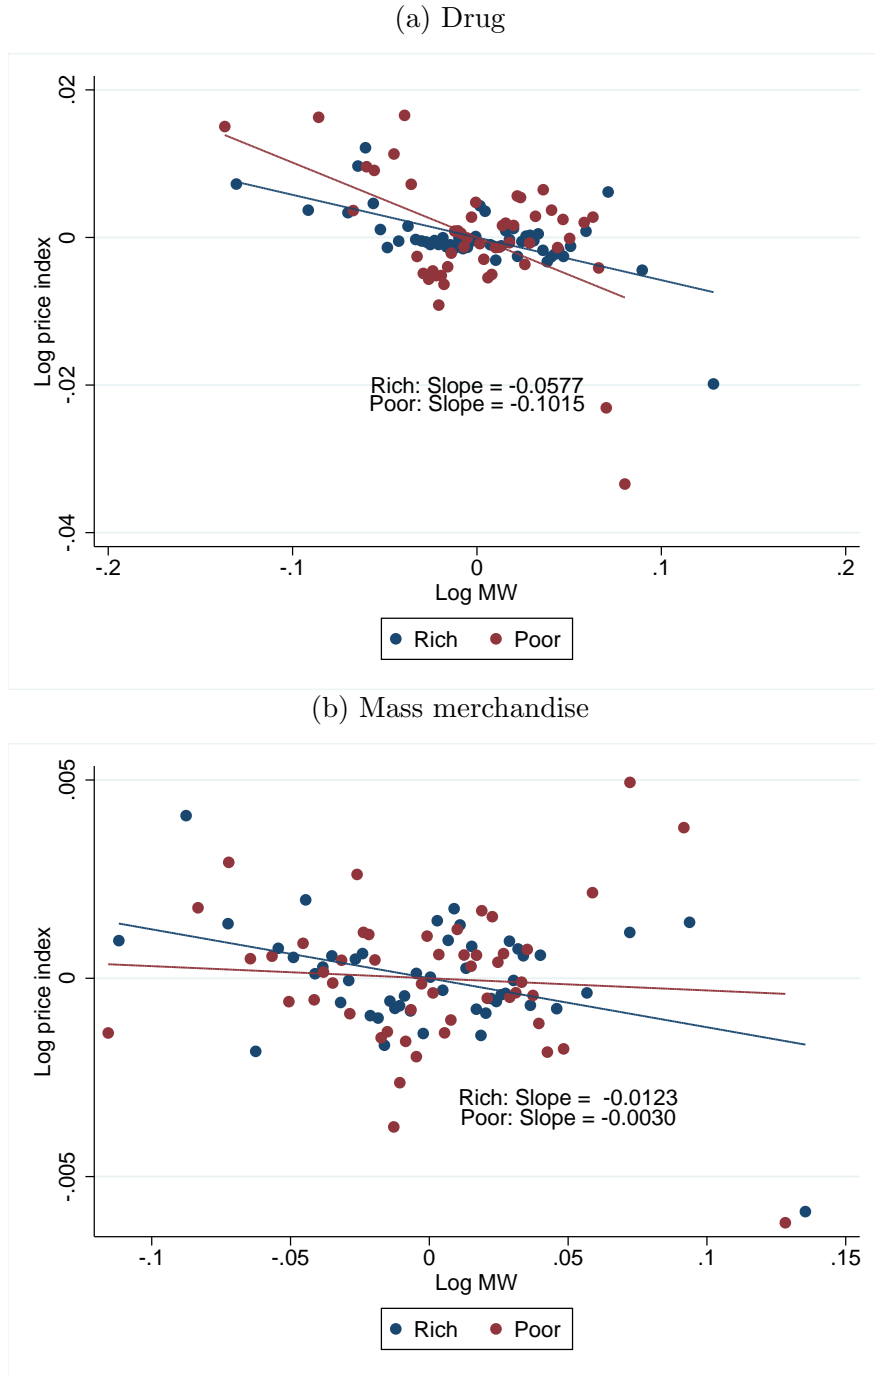 (a) Drug
.02
0
-.02
-.04
Log price index
Rich: Slope = -0.0577
Poor: Slope = -0.1015
-.2 -.1 0 .1 .2
Log MW
Rich Poor
(b) Mass merchandise
.005
0
-.005
Log price index
Rich: Slope = -0.0123
Poor: Slope = -0.0030
-.1 -.05 0 .05 .1 .15
Log MW
Rich Poor